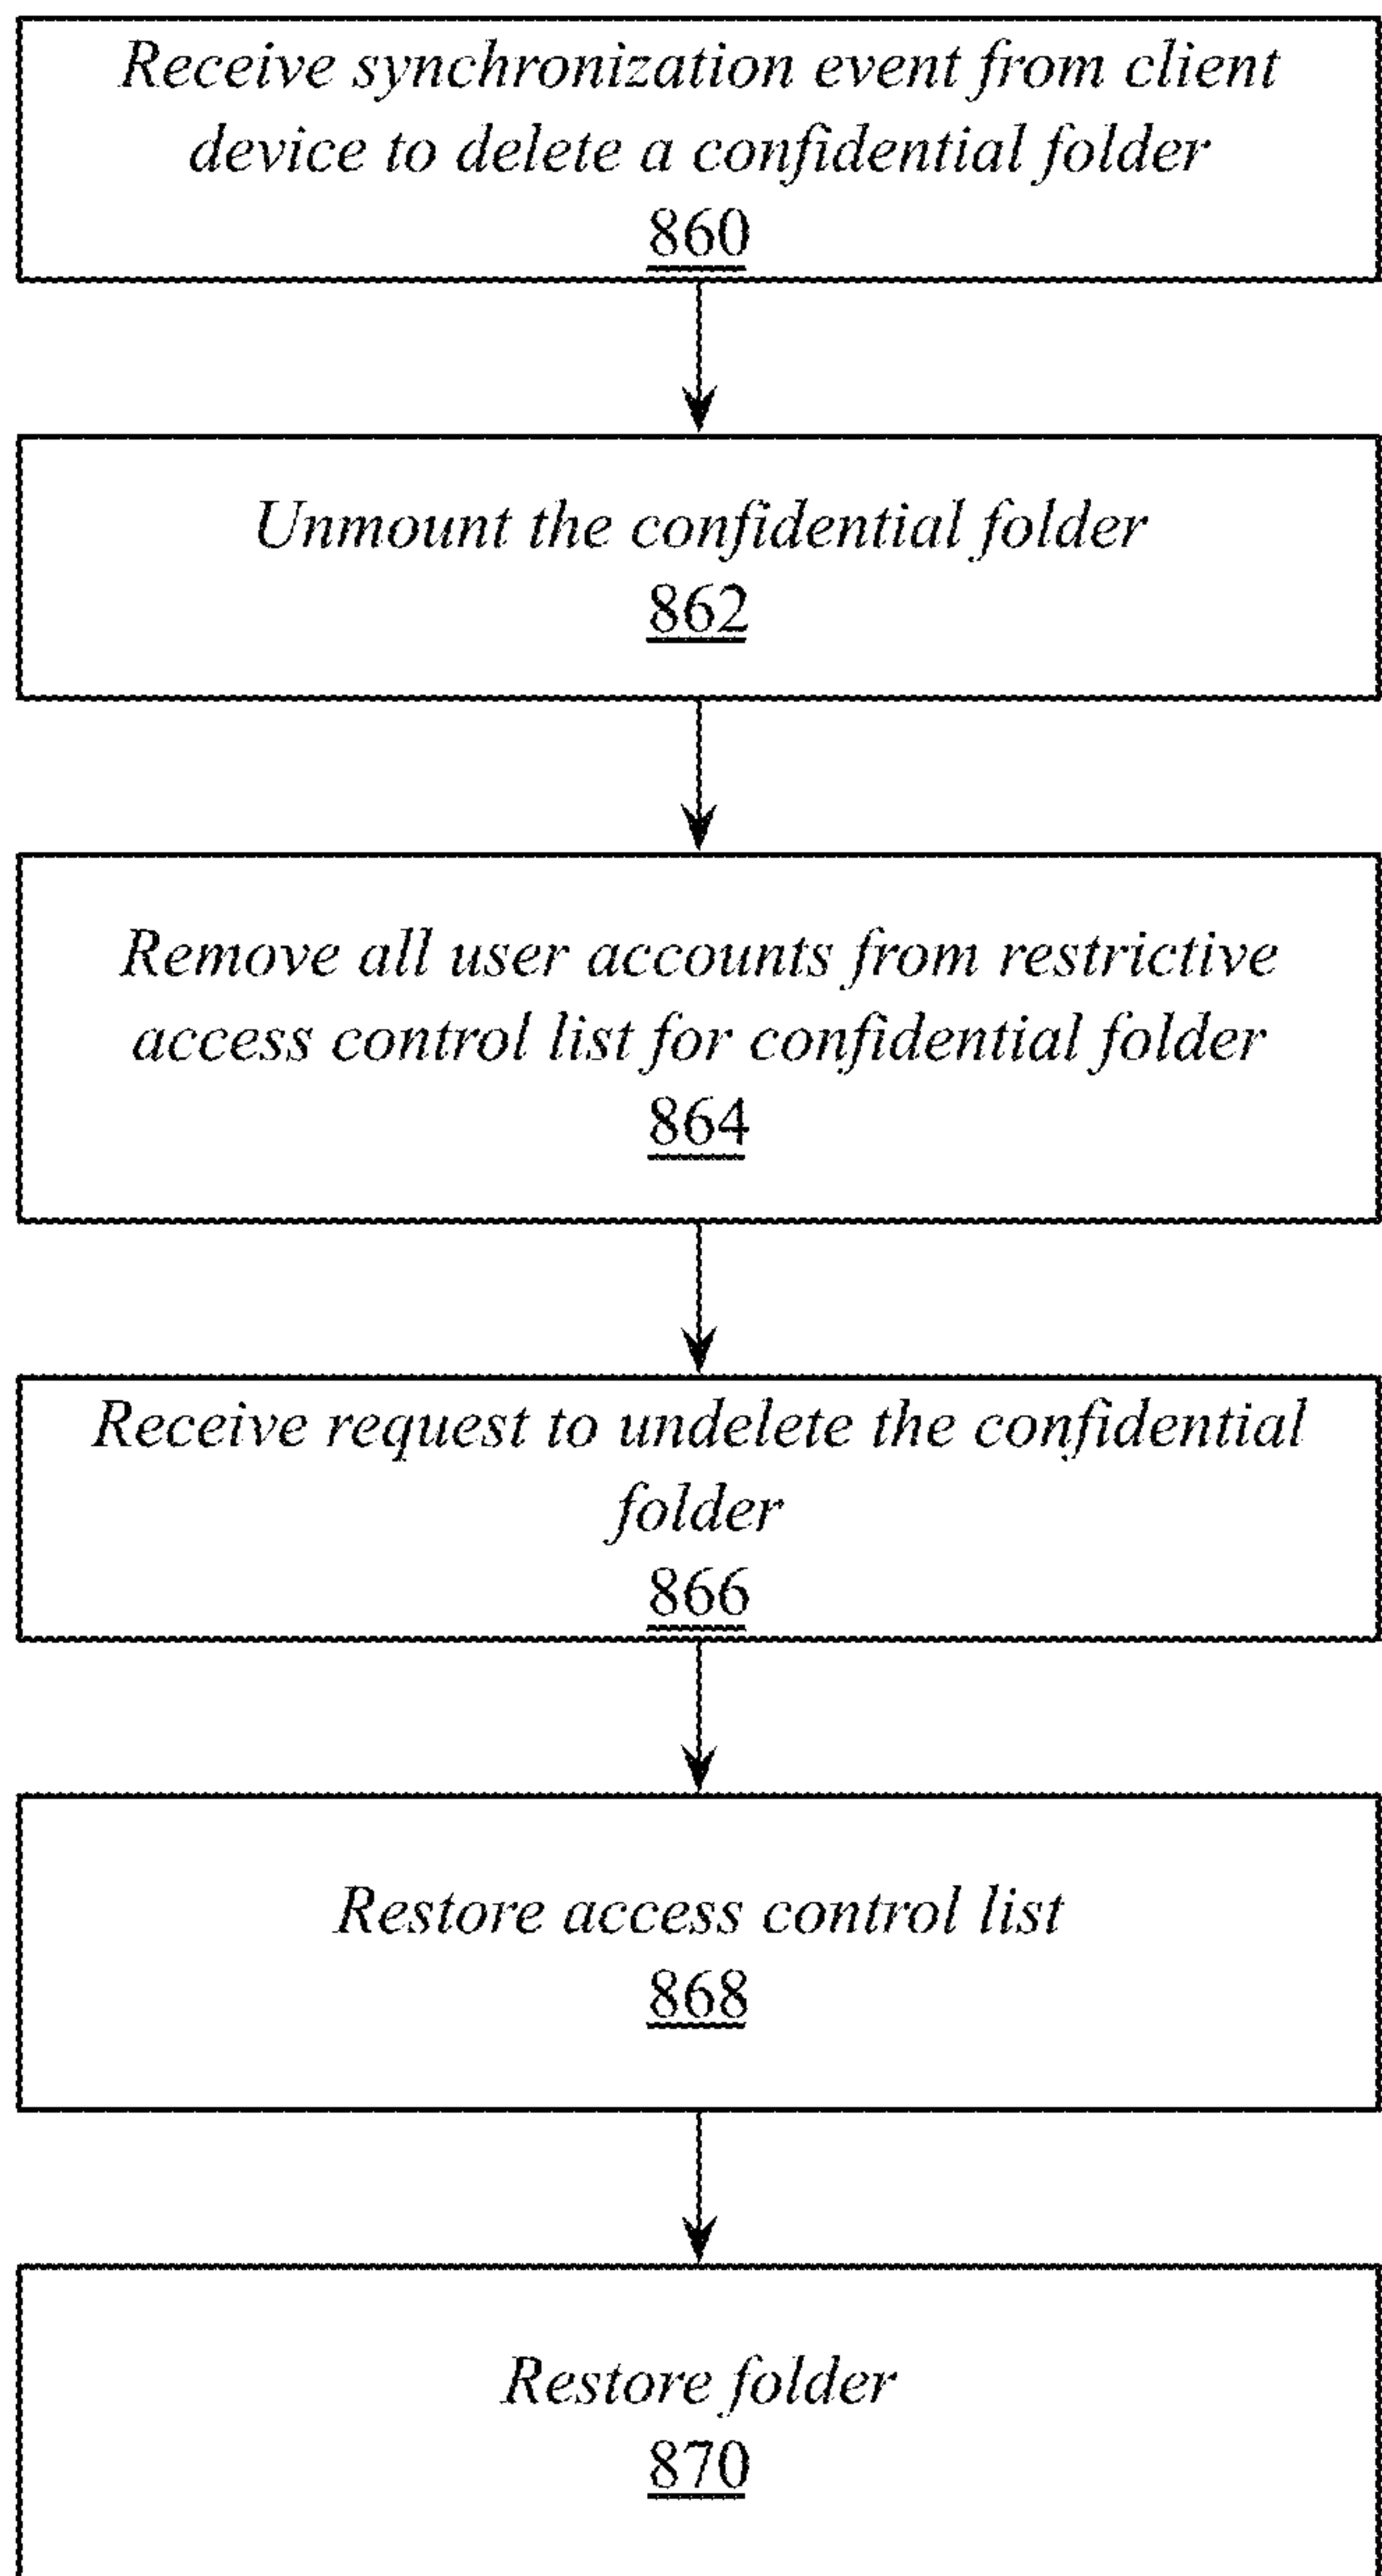 Receive synchronization event from client
device to delete a confidential folder
860
Unmount the confidential folder
862
Remove all user accounts from restrictive
access control list for confidential folder
864
Receive request to undelete the confidential
folder
866
Restore access control list
868
Restore folder
870